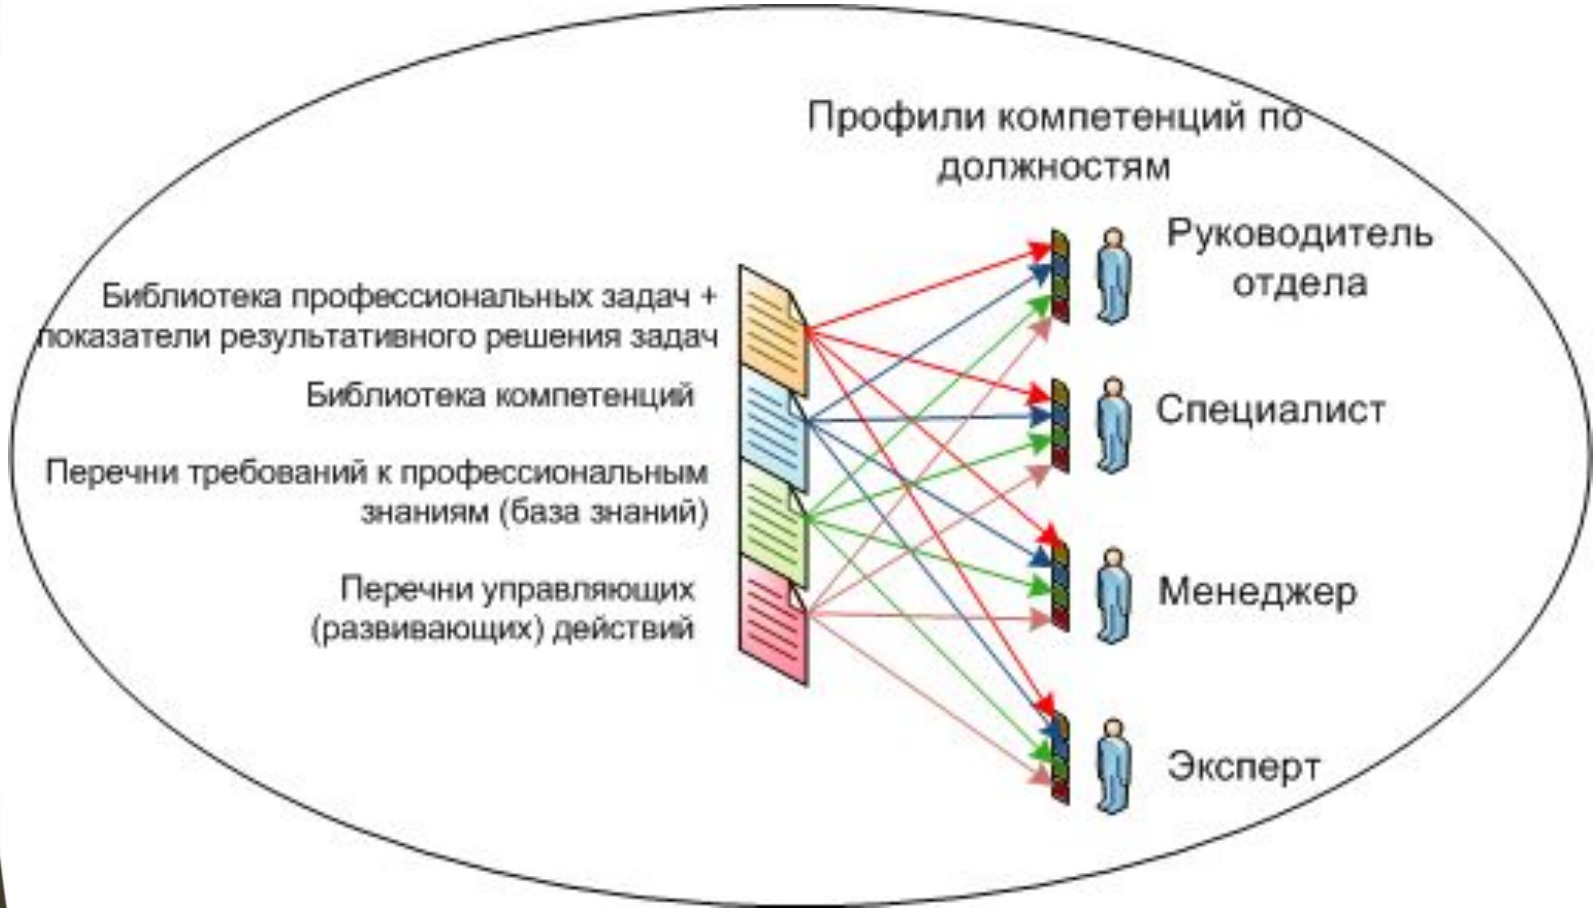 Профили компетенций по
должностям
Библиотека профессиональных задач +
показатели результативного решения задач
Библиотека компетенций
Перечни требований к профессиональным
знаниям (база знаний)
Перечни управляющих
(развивающих) действий
Руководитель
отдела
Специалист
Менеджер
Эксперт